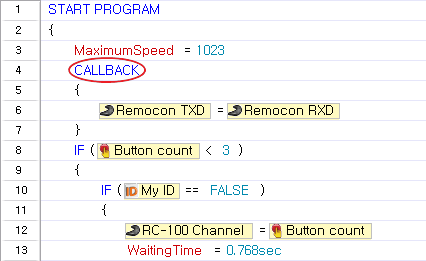 1 START PROGRAM
2 {
3 MaximumSpeed = 1023
4 CALLBACK
5 {
6 Remocon TXD = Remocon RXD
7 }
8 IF ( Button count < 3 )
9 {
10 IF ( ID My ID == FALSE )
11 {
12 RC-100 Channel = Button count
13 WaitingTime = 0.768sec